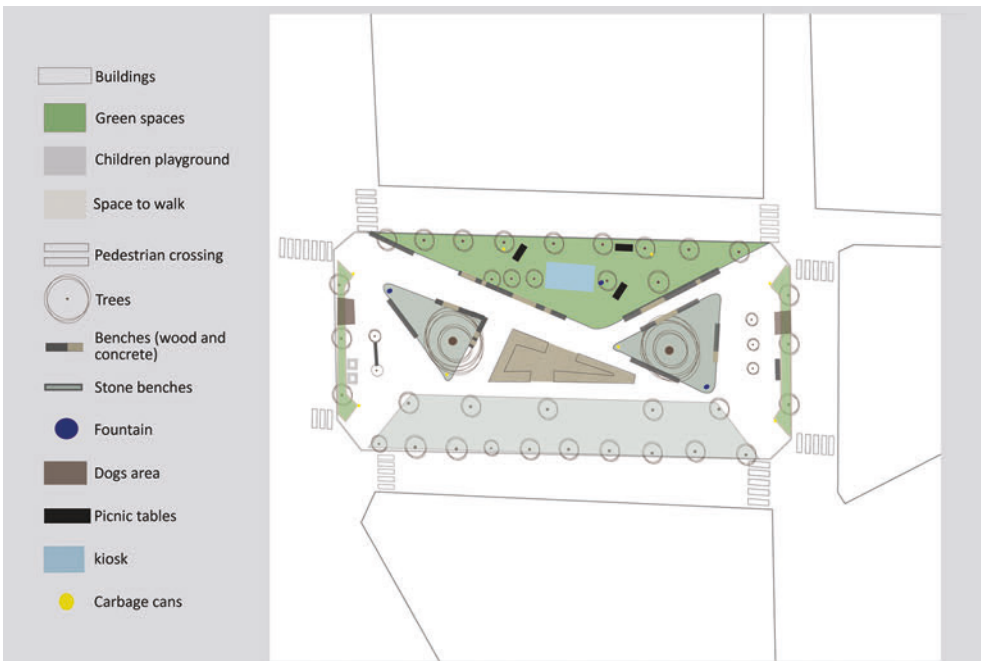 Buildings
Green spaces
Children playground
Space to walk
Pedestrian crossing
Trees
Benches (wood and
concrete)
Stone benches
Fountain
Dogs area
Picnic tables
kiosk
Carbage cans